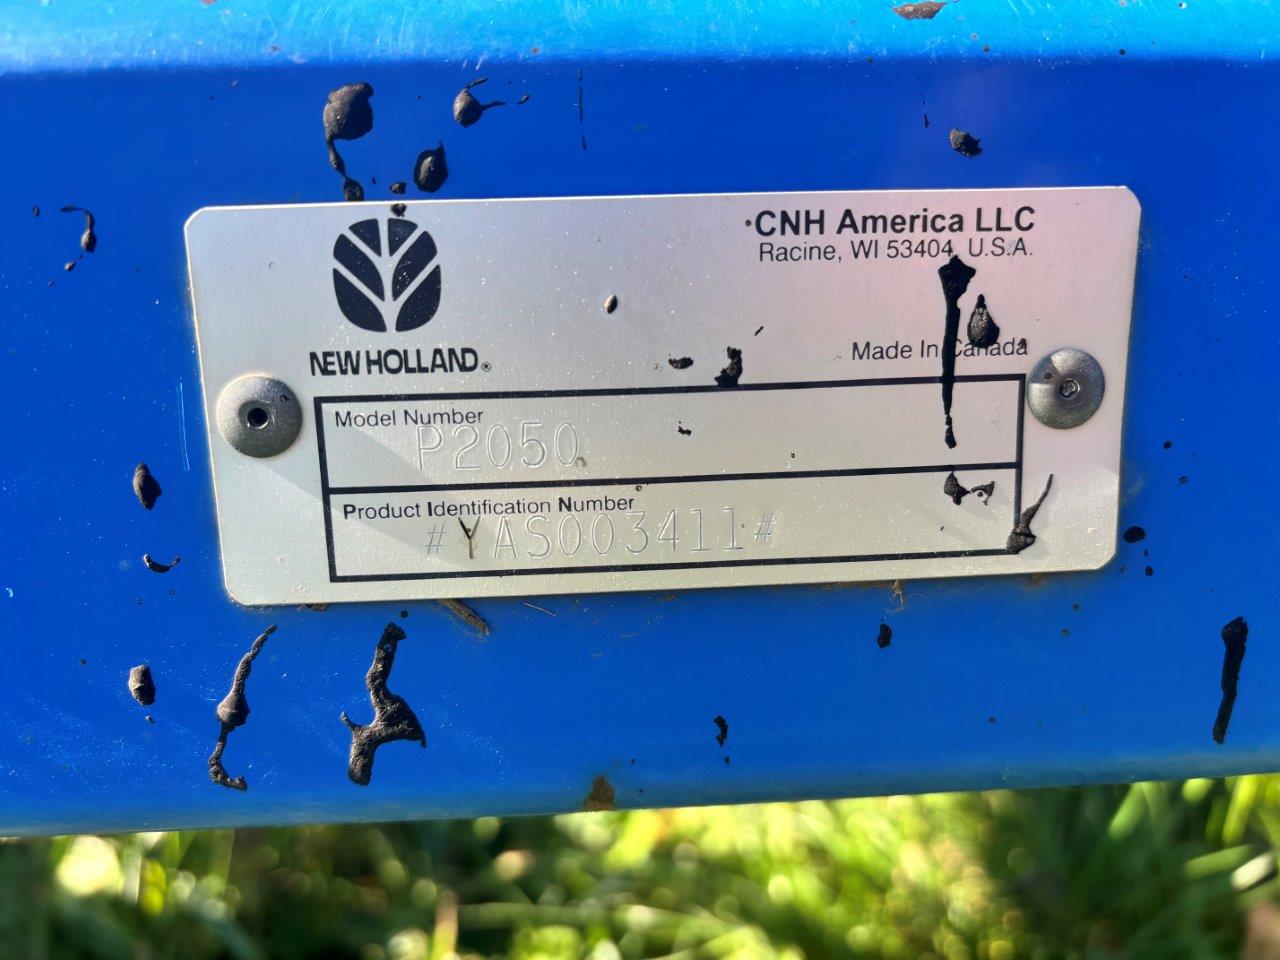 CNH America LLC
Racine, WI 53404 U.S.A.
NEW HOLLAND®
Made In Canada
Model Number
P2050
Product Identification Number
#YAS003411#